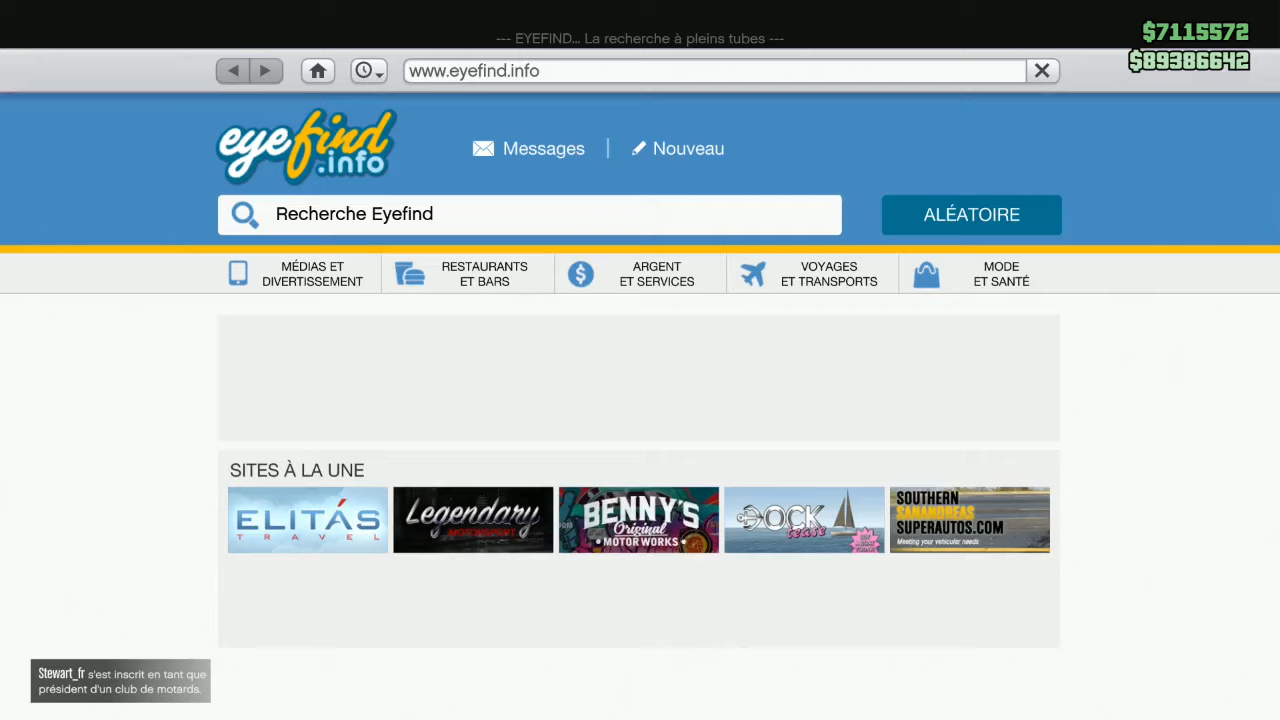 --- EYEFIND... La recherche à pleins tubes ---
$7115572
$89386642
www.eyefind.info
eyefind
.info
Messages
Nouveau
Recherche Eyefind
ALÉATOIRE
MÉDIAS ET
DIVERTISSEMENT
RESTAURANTS
ET BARS
ARGENT
ET SERVICES
VOYAGES
ET TRANSPORTS
MODE
ET SANTÉ
SITES À LA UNE
ELITÁS
TRAVEL
Legendary
MOTORSPORT
BENNY'S
Original
MOTOR WORKS
DOCK
tease
SOUTHERN
SANANDREAS
SUPERAUTOS.COM
Meeting your vehicular needs
Stewart_fr s'est inscrit en tant que
président d'un club de motards.